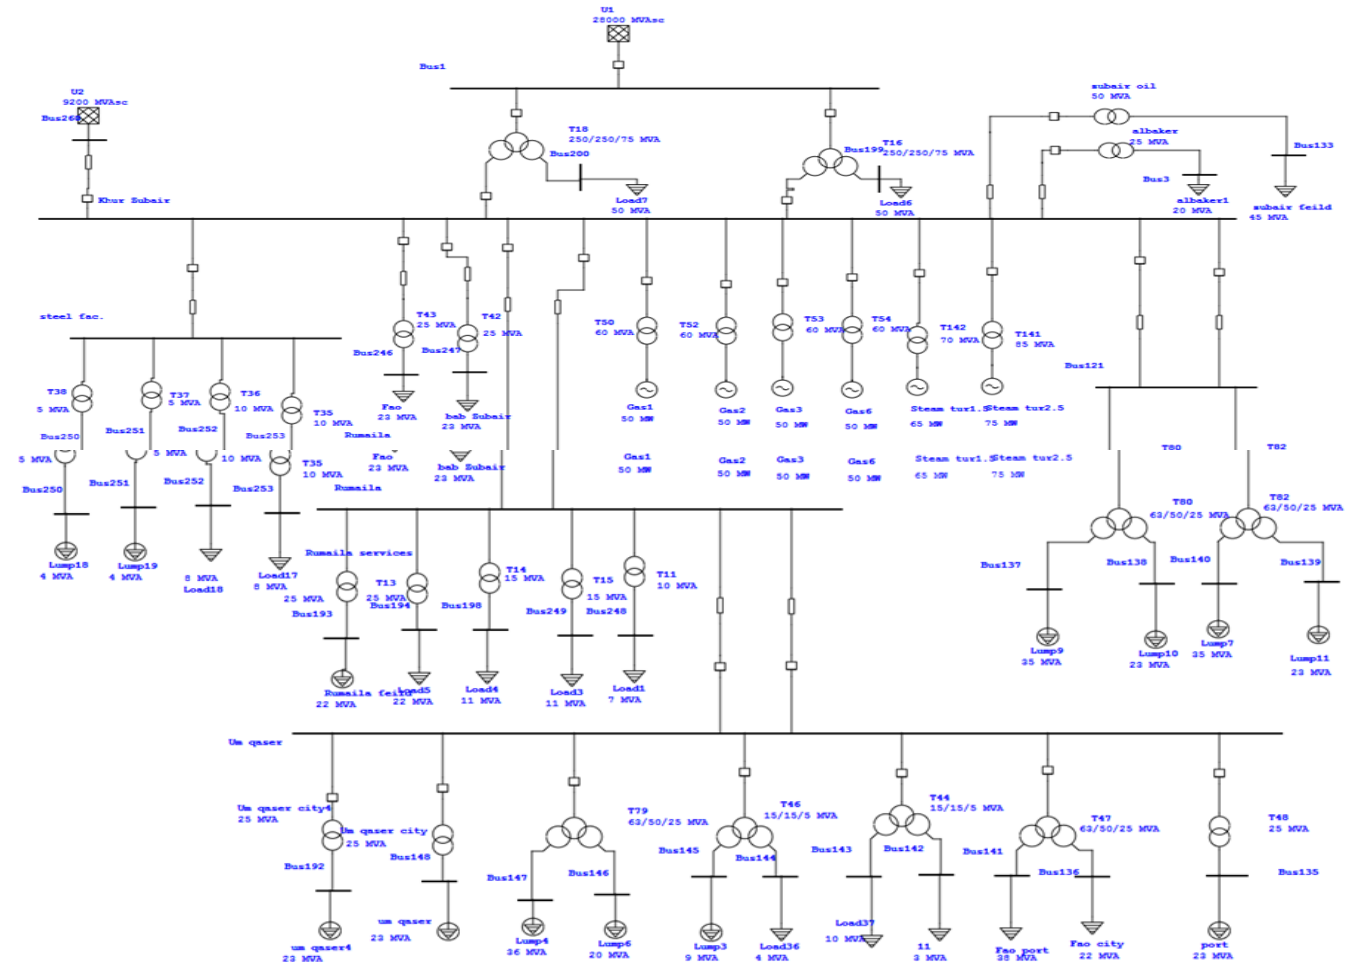 U1
28000 MVAsc
Bus1
U2
9200 MVAsc
Bus260
subair oil
50 MVA
albaker
25 MVA
Bus133
T18
250/250/75 MVA
Bus200
T16
Bus199
250/250/75 MVA
Bus3
Khur Subair
Load7
50 MVA
Load6
50 MVA
albaker1
20 MVA
subair feild
45 MVA
steel fac.
T43
25 MVA
T42
25 MVA
T50
60 MVA
T52
60 MVA
T53
60 MVA
T54
60 MVA
T142
70 MVA
T141
85 MVA
Bus246
Bus247
Bus121
T38
5 MVA
T37
5 MVA
T36
10 MVA
T35
10 MVA
Fao
23 MVA
bab Subair
23 MVA
Gas1
50 MW
Gas2
50 MW
Gas3
50 MW
Gas6
50 MW
Steam tur1.5
65 MW
Steam tur2.5
75 MW
Bus250
Bus251
Bus252
Bus253
Rumaila
T80
T82
5 MVA
5 MVA
10 MVA
T35
10 MVA
Fao
23 MVA
bab Subair
23 MVA
Gas1
50 MW
Gas2
50 MW
Gas3
50 MW
Gas6
50 MW
Steam tur1.5
65 MW
Steam tur2.5
75 MW
Bus250
Bus251
Bus252
Bus253
Rumaila
T80
63/50/25 MVA
T82
63/50/25 MVA
Rumaila services
25 MVA
T13
25 MVA
T14
15 MVA
T15
15 MVA
T11
10 MVA
Lump18
4 MVA
Lump19
4 MVA
8 MVA
Load18
Load17
8 MVA
Bus193
Bus194
Bus198
Bus249
Bus248
Bus137
Bus138
Bus140
Bus139
Lump9
35 MVA
Lump10
23 MVA
Lump7
35 MVA
Lump11
23 MVA
Rumaila feild
22 MVA
Load5
22 MVA
Load4
11 MVA
Load3
11 MVA
Load1
7 MVA
Um qaser
Um qaser city4
25 MVA
Um qaser city
25 MVA
T79
63/50/25 MVA
T46
15/15/5 MVA
T44
15/15/5 MVA
T47
63/50/25 MVA
T48
25 MVA
Bus192
Bus148
Bus147
Bus146
Bus145
Bus144
Bus143
Bus142
Bus141
Bus136
Bus135
um qaser4
23 MVA
um qaser
23 MVA
Lump4
36 MVA
Lump6
20 MVA
Lump3
9 MVA
Load36
4 MVA
Load37
10 MVA
11
3 MVA
Fao port
38 MVA
Fao city
22 MVA
port
23 MVA